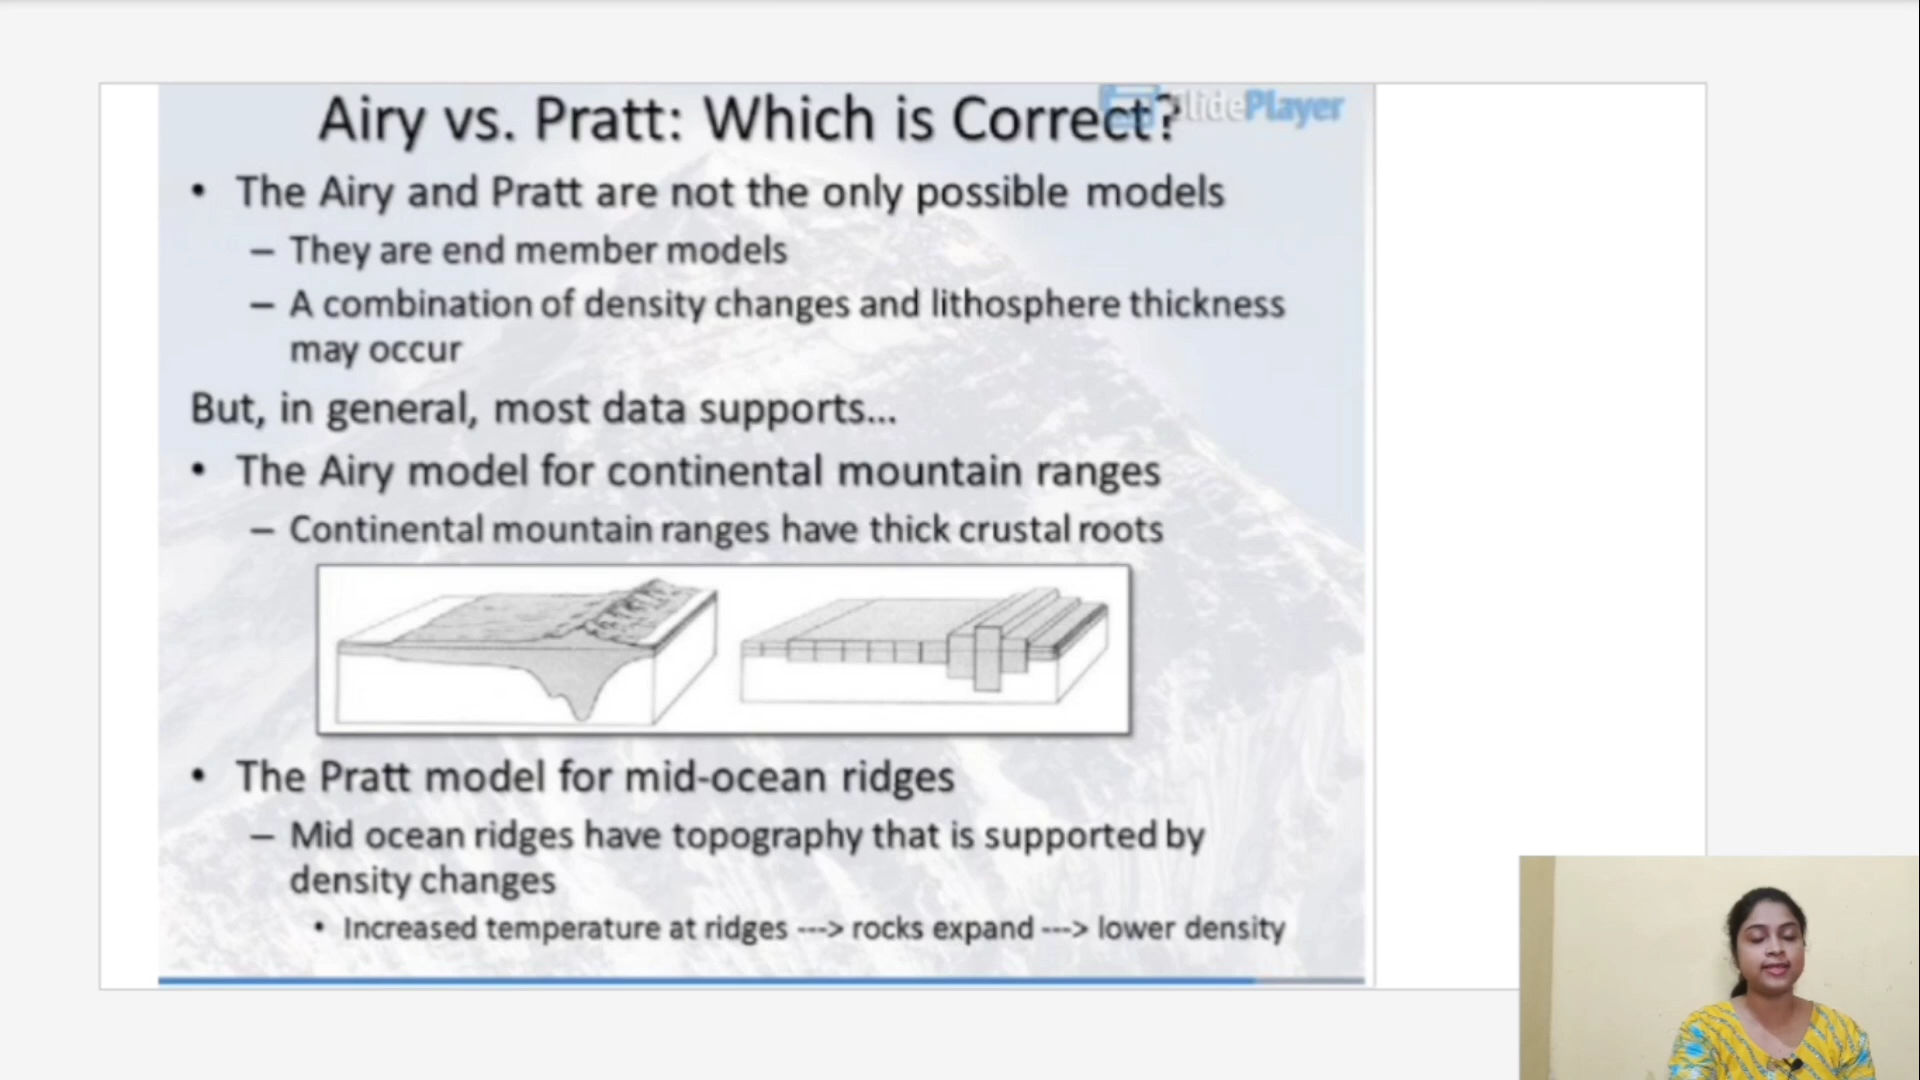 Airy vs. Pratt: Which is Correct?
SlidePlayer
• The Airy and Pratt are not the only possible models
– They are end member models
– A combination of density changes and lithosphere thickness
may occur
But, in general, most data supports...
• The Airy model for continental mountain ranges
– Continental mountain ranges have thick crustal roots
• The Pratt model for mid-ocean ridges
– Mid ocean ridges have topography that is supported by
density changes
• Increased temperature at ridges ---> rocks expand ---> lower density